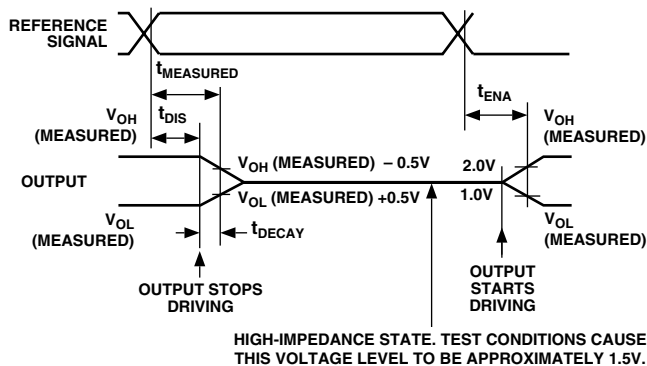 REFERENCE
SIGNAL
tMEASURED
tENA
VOH
(MEASURED)
tDIS
VOH
(MEASURED)
VOH (MEASURED) – 0.5V
2.0V
OUTPUT
VOL (MEASURED) +0.5V
1.0V
VOL
(MEASURED)
tDECAY
VOL
(MEASURED)
OUTPUT STOPS
DRIVING
OUTPUT
STARTS
DRIVING
HIGH-IMPEDANCE STATE. TEST CONDITIONS CAUSE
THIS VOLTAGE LEVEL TO BE APPROXIMATELY 1.5V.